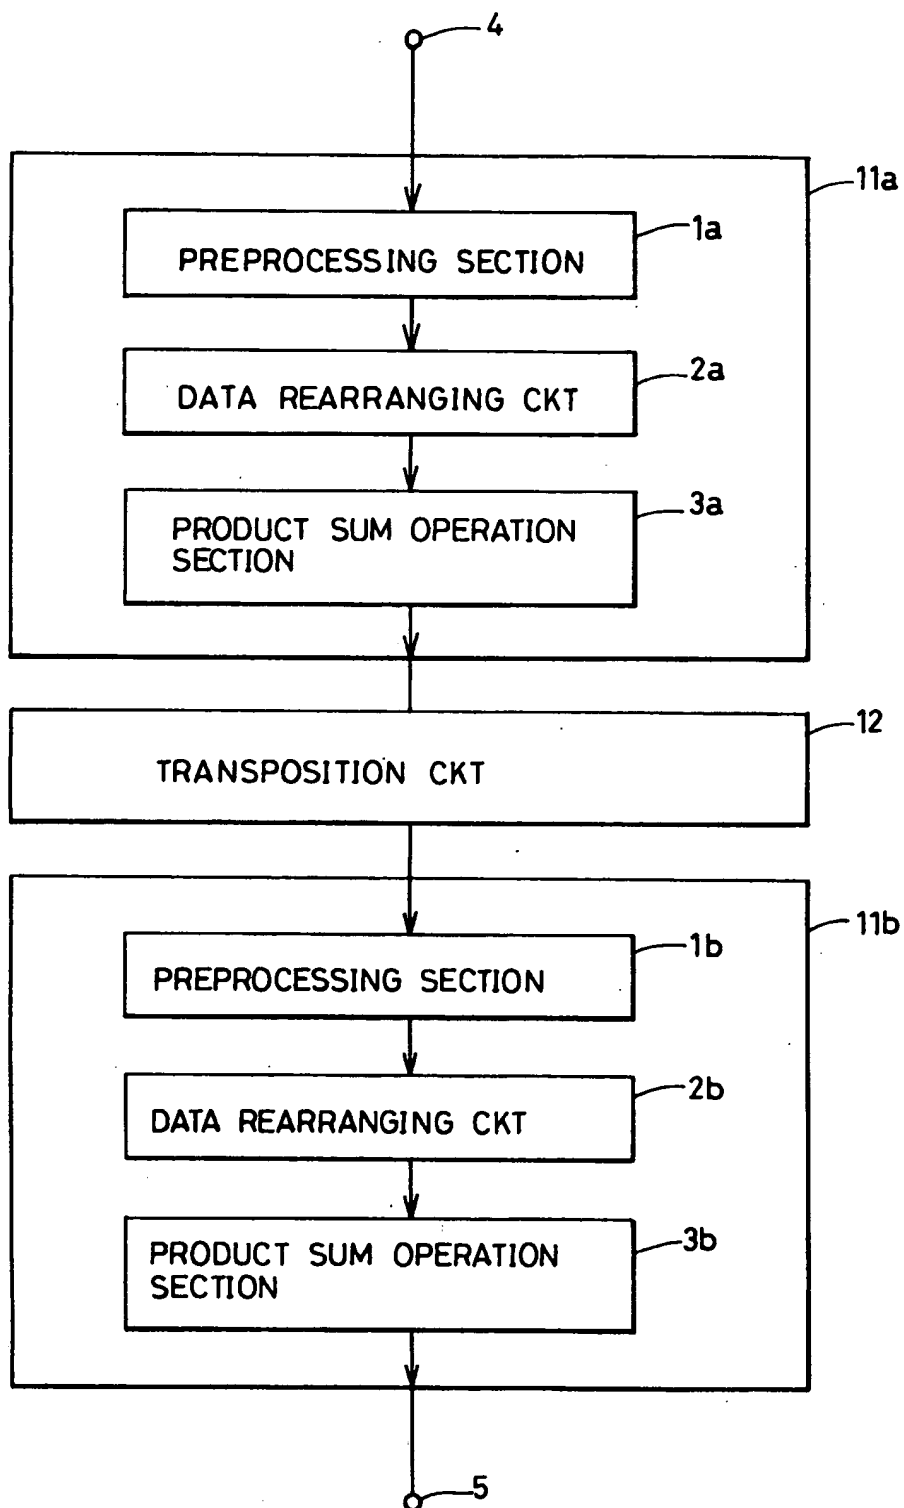 4
11a
1a
PREPROCESSING SECTION
2a
DATA REARRANGING CKT
3a
PRODUCT SUM OPERATION
SECTION
12
TRANSPOSITION CKT
11b
1b
PREPROCESSING SECTION
2b
DATA REARRANGING CKT
3b
PRODUCT SUM OPERATION
SECTION
5